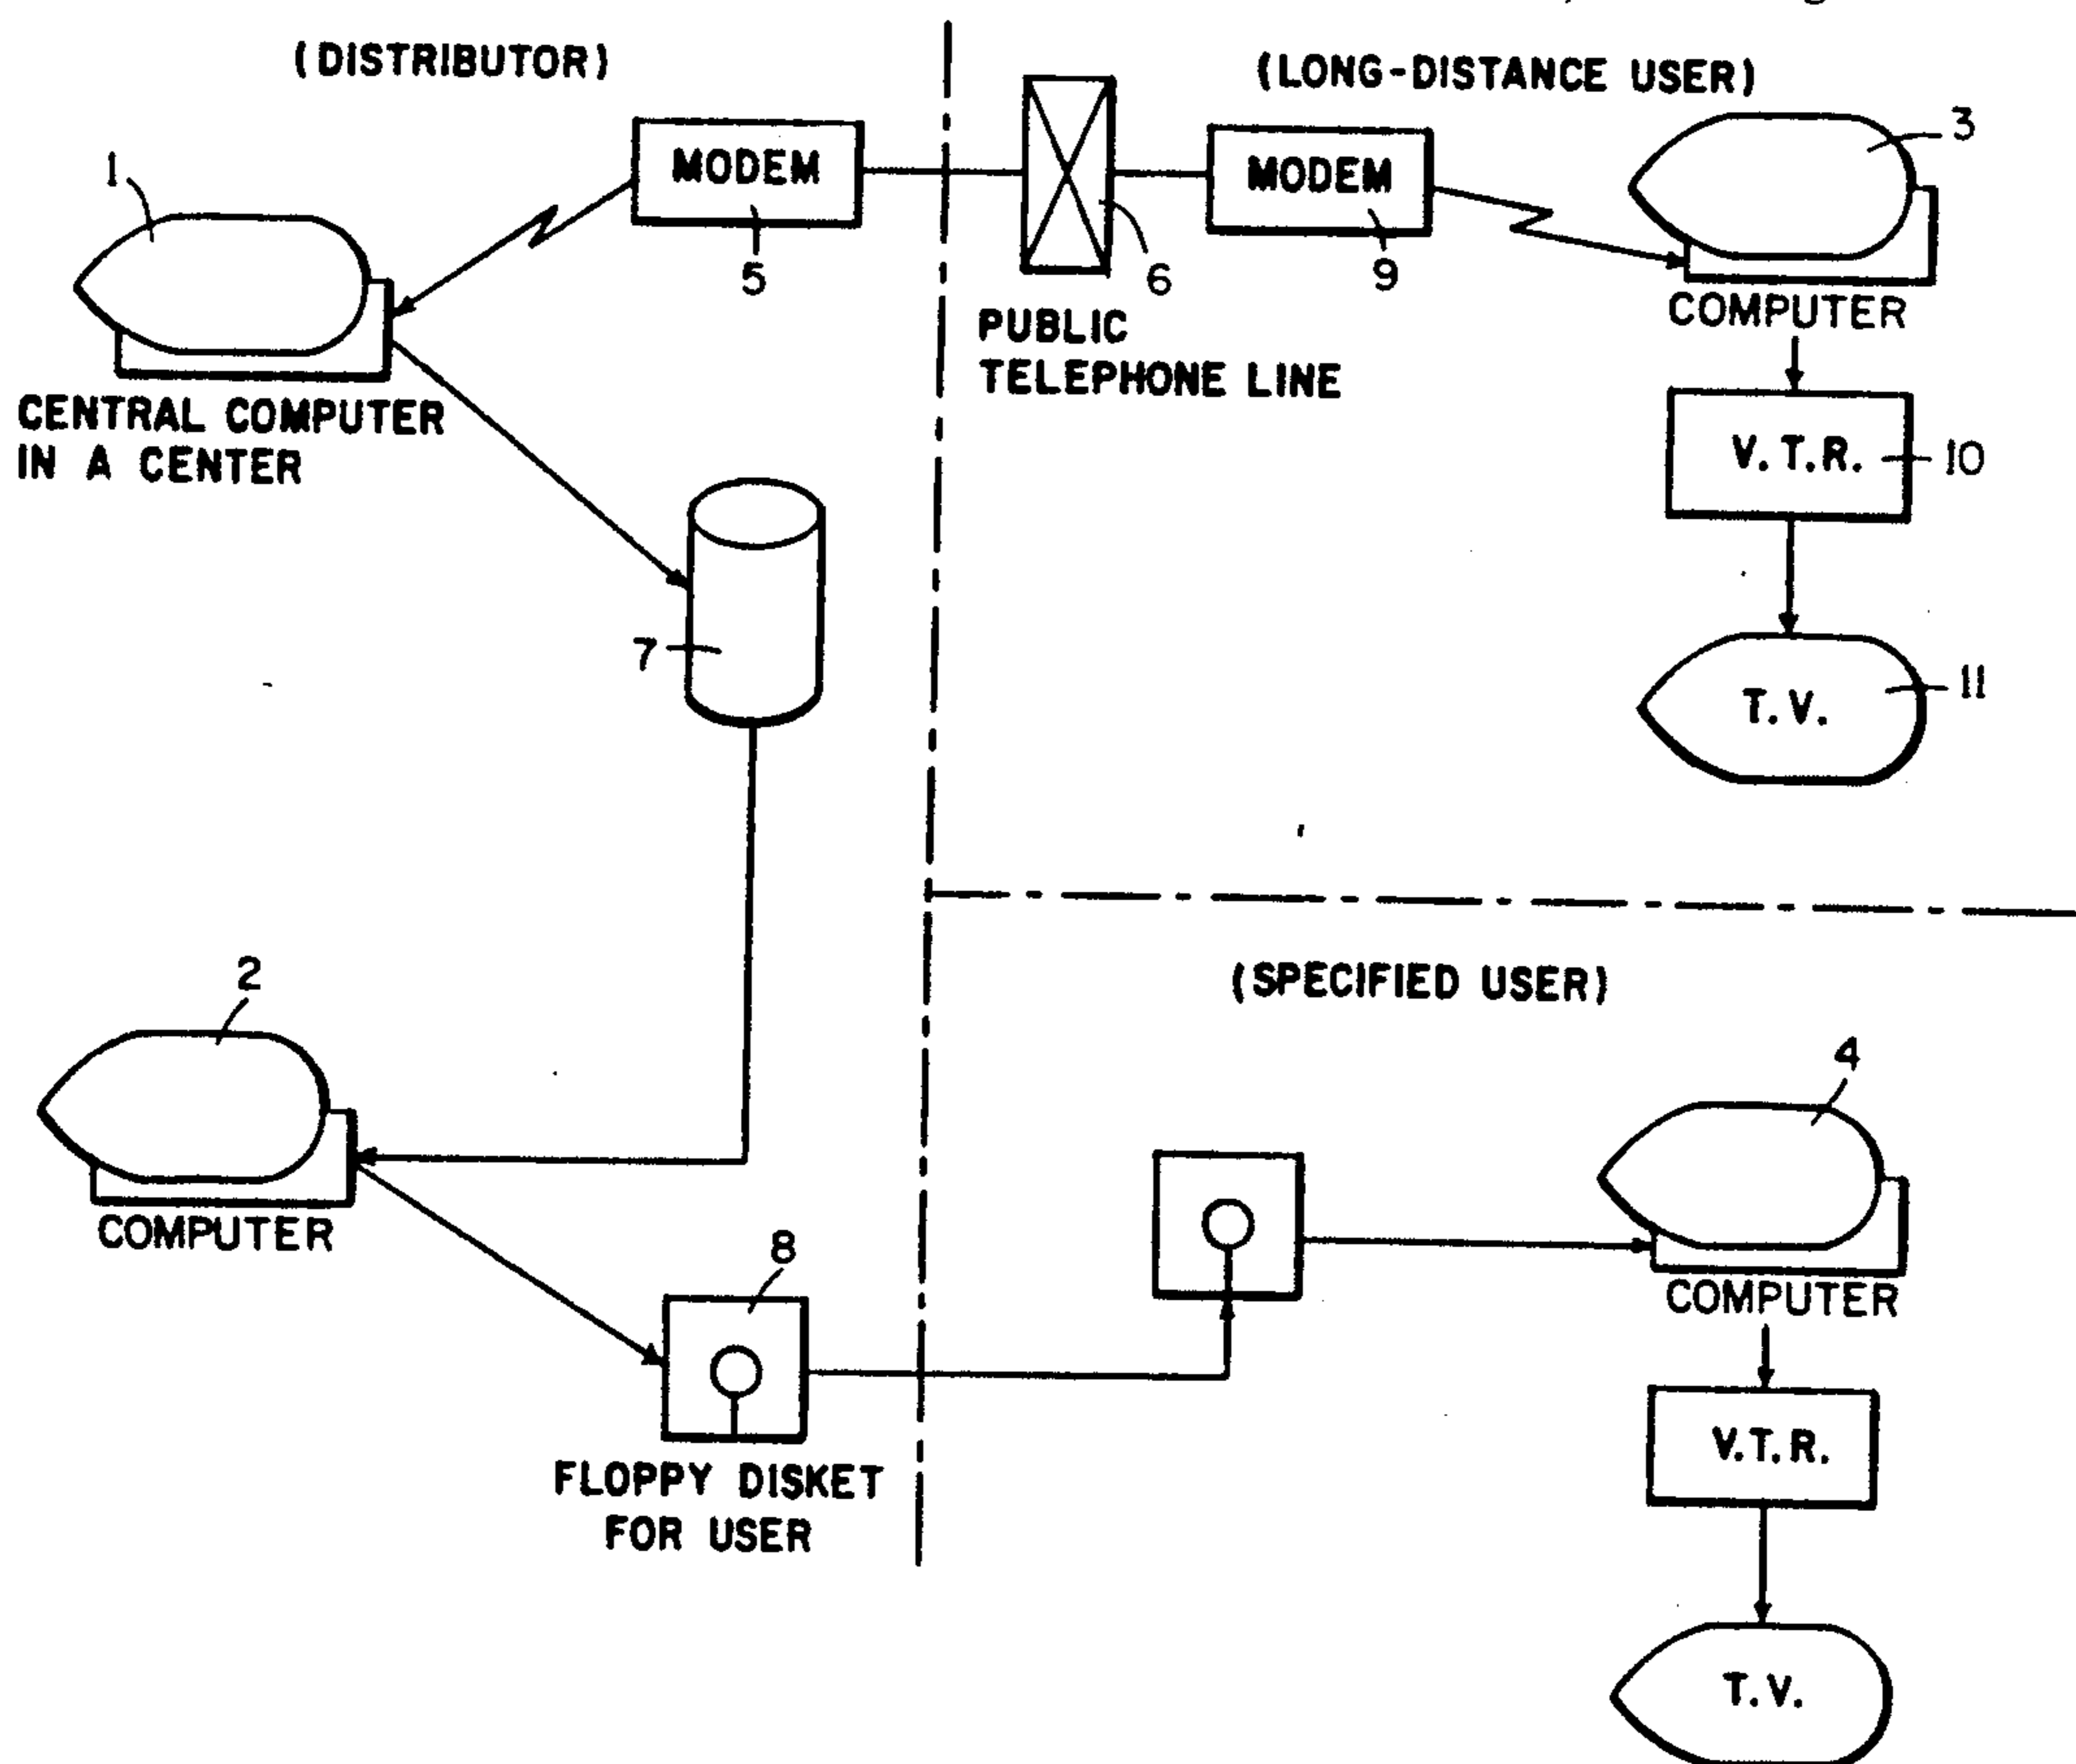 (DISTRIBUTOR)
(LONG-DISTANCE USER)
1
MODEM
5
6
MODEM
9
3
CENTRAL COMPUTER
IN A CENTER
PUBLIC
TELEPHONE LINE
COMPUTER
V.T.R.
10
7
T.V.
11
2
COMPUTER
(SPECIFIED USER)
4
8
FLOPPY DISKET
FOR USER
COMPUTER
V.T.R.
T.V.